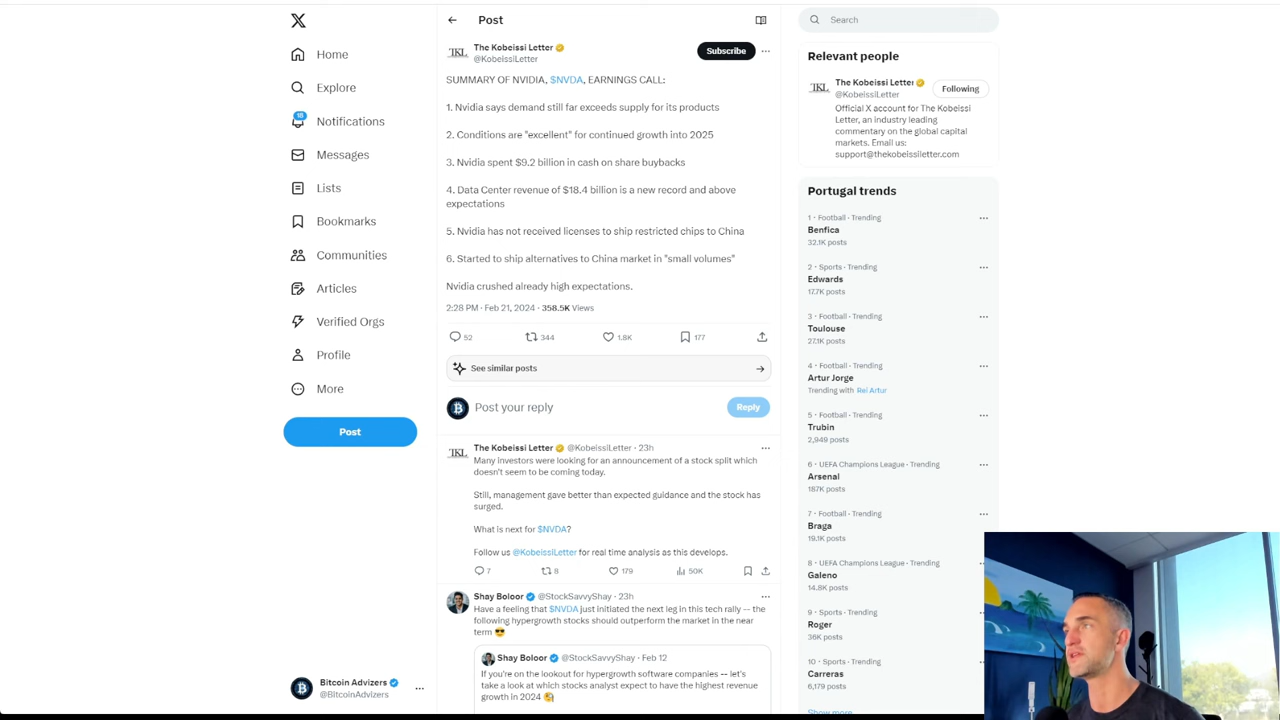 Home
Explore
18
Notifications
Messages
Lists
Bookmarks
Communities
Articles
Verified Orgs
Profile
More
Post
Bitcoin Advizers
@BitcoinAdvizers
Post
TKL
The Kobeissi Letter
@KobeissiLetter
Subscribe
SUMMARY OF NVIDIA, $NVDA, EARNINGS CALL:
1. Nvidia says demand still far exceeds supply for its products
2. Conditions are "excellent" for continued growth into 2025
3. Nvidia spent $9.2 billion in cash on share buybacks
4. Data Center revenue of $18.4 billion is a new record and above
expectations
5. Nvidia has not received licenses to ship restricted chips to China
6. Started to ship alternatives to China market in "small volumes"
Nvidia crushed already high expectations.
2:28 PM · Feb 21, 2024 · 358.5K Views
52 344 1.8K 177
See similar posts
Post your reply
Reply
TKL
The Kobeissi Letter @KobeissiLetter · 23h
Many investors were looking for an announcement of a stock split which
doesn't seem to be coming today.
Still, management gave better than expected guidance and the stock has
surged.
What is next for $NVDA?
Follow us @KobeissiLetter for real time analysis as this develops.
7 8 179 50K
Shay Boloor @StockSavvyShay · 23h
Have a feeling that $NVDA just initiated the next leg in this tech rally -- the
following hypergrowth stocks should outperform the market in the near
term 😎
Shay Boloor @StockSavvyShay · Feb 12
If you're on the lookout for hypergrowth software companies -- let's
take a look at which stocks analyst expect to have the highest revenue
growth in 2024 🧐
Search
Relevant people
TKL
The Kobeissi Letter
@KobeissiLetter
Following
Official X account for The Kobeissi
Letter, an industry leading
commentary on the global capital
markets. Email us:
support@thekobeissiletter.com
Portugal trends
1 · Football · Trending
Benfica
32.1K posts
2 · Sports · Trending
Edwards
17.7K posts
3 · Football · Trending
Toulouse
27.1K posts
4 · Football · Trending
Artur Jorge
Trending with Rei Artur
5 · Football · Trending
Trubin
2,949 posts
6 · UEFA Champions League · Trending
Arsenal
187K posts
7 · Football · Trending
Braga
19.1K posts
8 · UEFA Champions League · Trending
Galeno
14.8K posts
9 · Sports · Trending
Roger
36K posts
10 · Sports · Trending
Carreras
6,179 posts
Show more